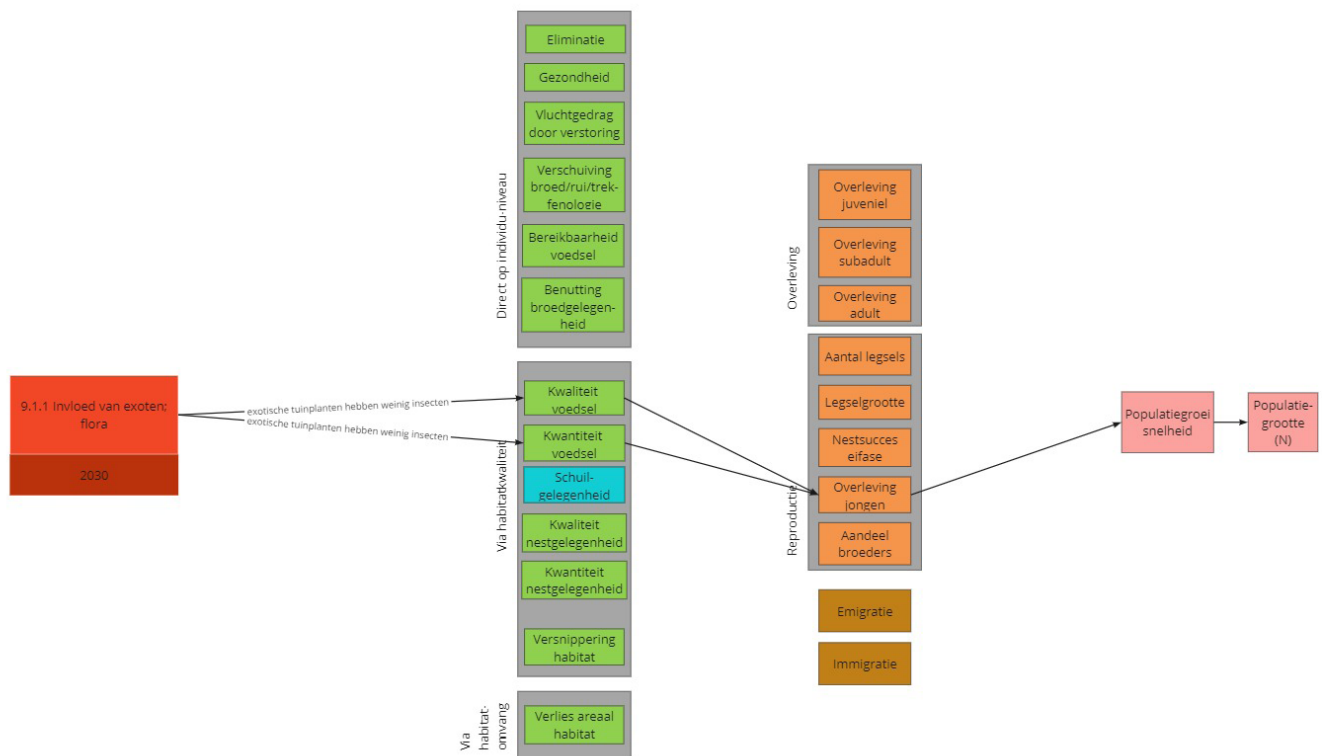 Eliminatie
Gezondheid
Vluchtgedrag
door verstoring
Verschuiving
broed/rui/trek-
fenologie
Bereikbaarheid
voedsel
Benutting
broedgelegen-
heid
Direct op individu-niveau
9.1.1 Invloed van exoten:
flora
2030
exotische tuinplanten hebben weinig insecten
exotische tuinplanten hebben weinig insecten
Kwaliteit
voedsel
Kwantiteit
voedsel
Schuil-
gelegenheid
Kwaliteit
nestgelegenheid
Kwantiteit
nestgelegenheid
Versnippering
habitat
Via habitatkwaliteit
Verlies areaal
habitat
Via
habitat-
omvang
Overleving
juveniel
Overleving
subadult
Overleving
adult
Overleving
Aantal legsels
Legselgrootte
Nestsucces
eifase
Overleving
jongen
Aandeel
broeders
Reproductie
Emigratie
Immigratie
Populatiegroei
snelheid
Populatie-
grootte
(N)